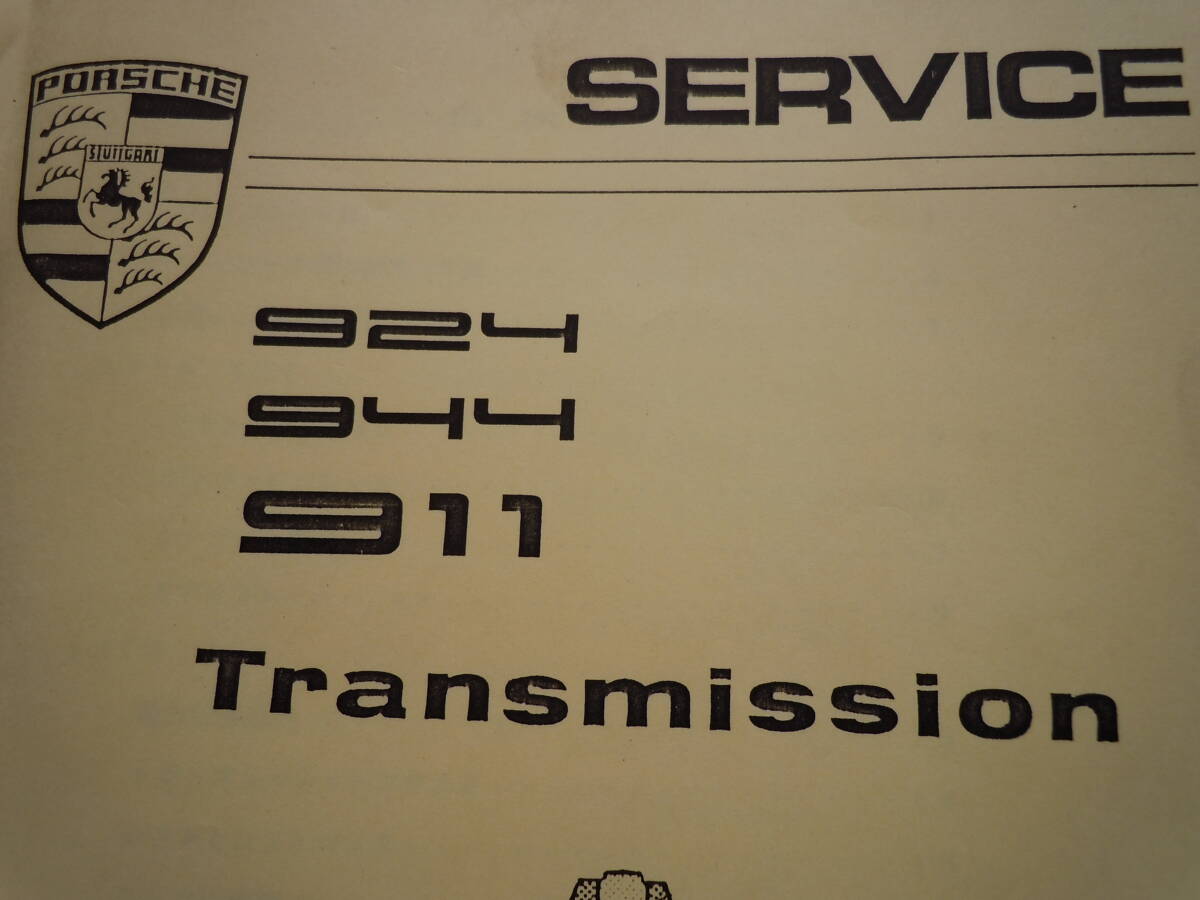 PORSCHE
STUTTGART
SERVICE
924
944
911
Transmission